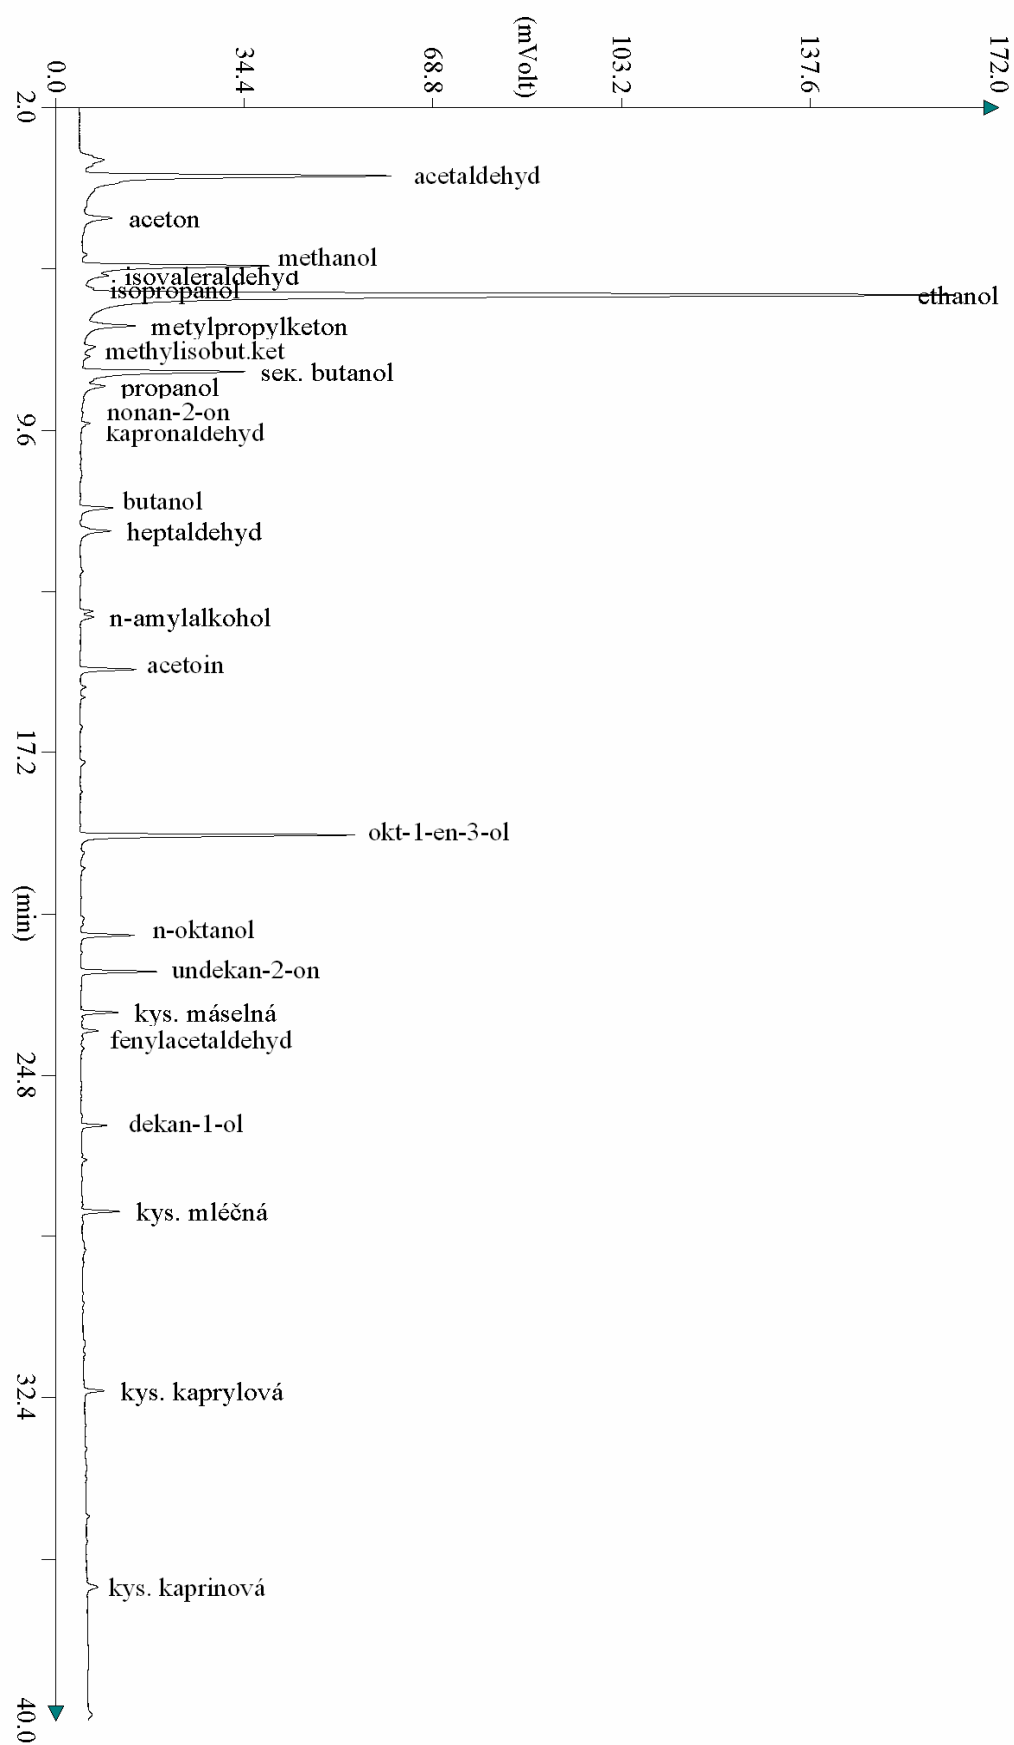 (mVolt)
0.0
34.4
68.8
103.2
137.6
172.0
2.0
acetaldehyd
aceton
methanol
isovaleraldehyd
isopropanol
ethanol
metylpropylketon
methylisobut.ket
sek. butanol
propanol
nonan-2-on
9.6
kapronaldehyd
butanol
heptaldehyd
n-amylalkohol
acetoin
17.2
okt-1-en-3-ol
(min)
n-oktanol
undekan-2-on
kys. máselná
fenylacetaldehyd
24.8
dekan-1-ol
kys. mléčná
32.4
kys. kaprylová
kys. kaprinová
40.0